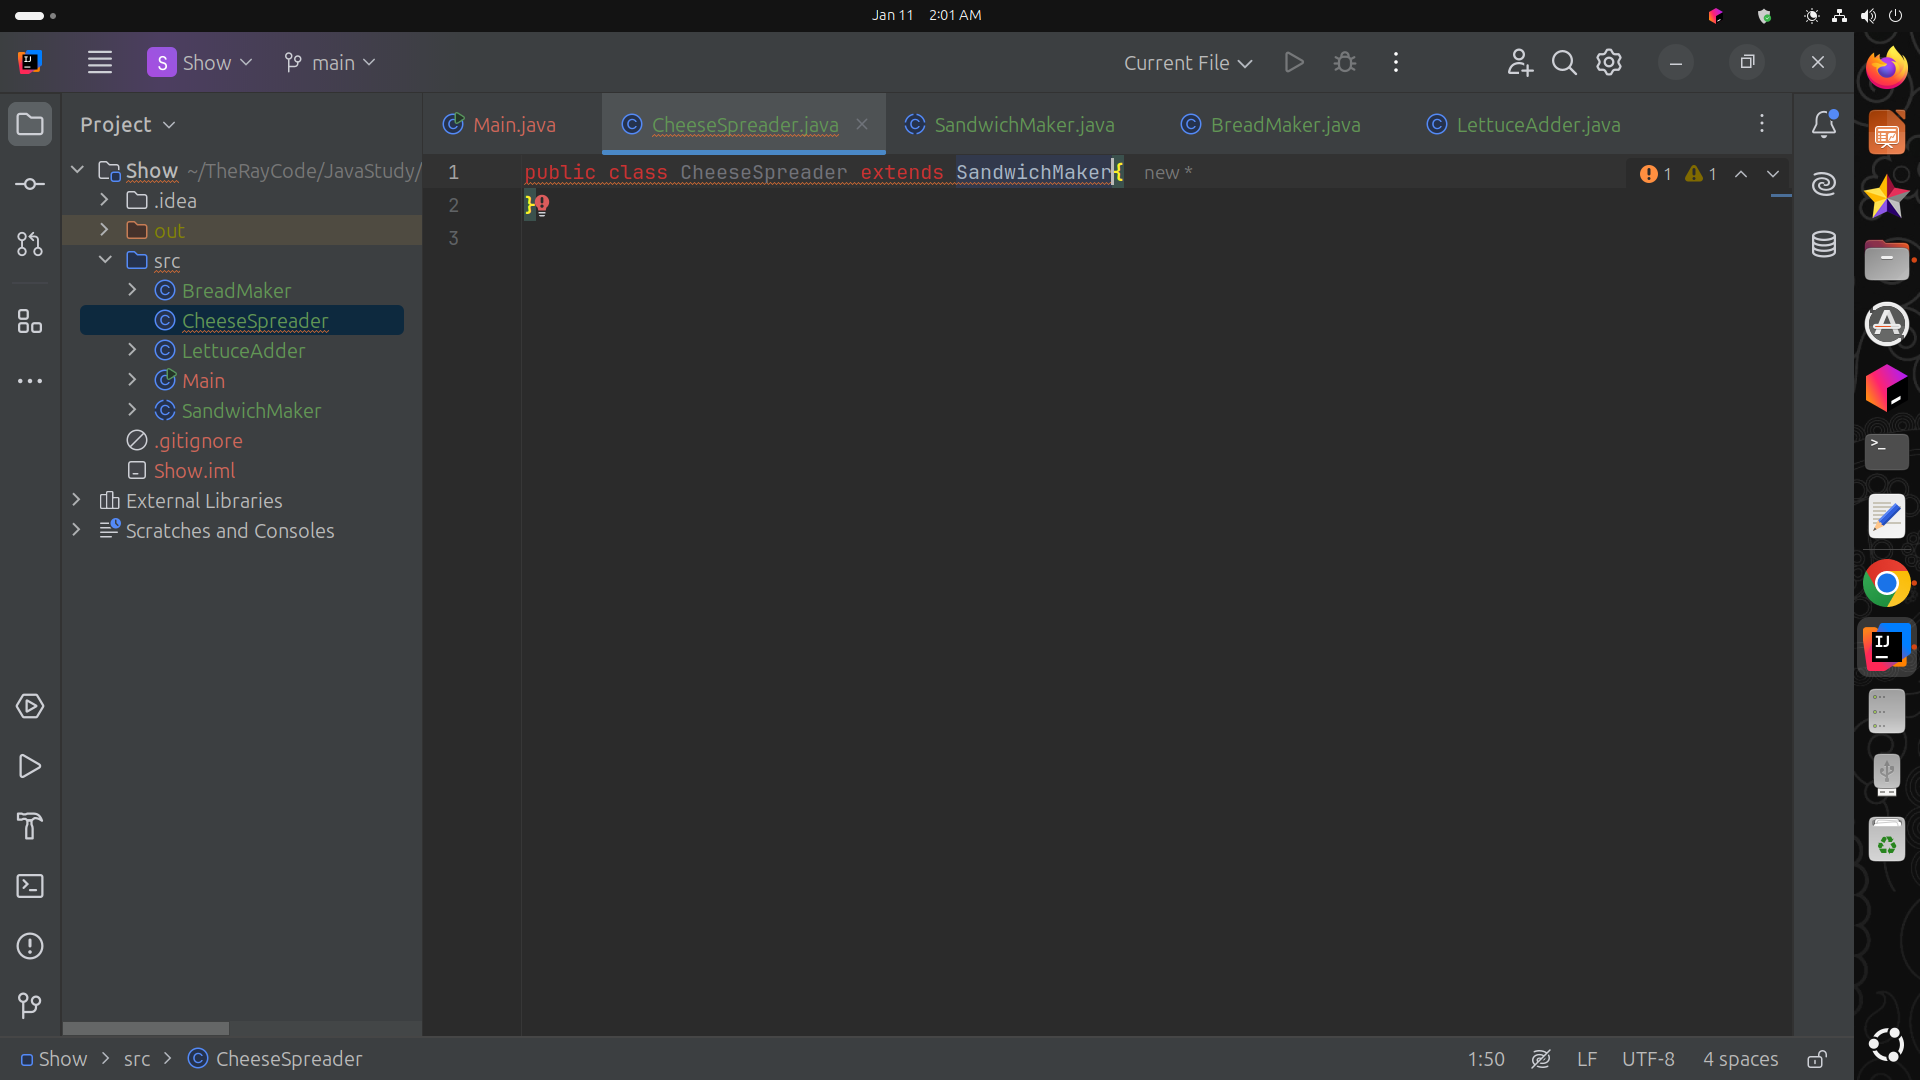 Jan 11 2:01 AM
S Show main
Current File
Project
Main.java
CheeseSpreader.java
SandwichMaker.java
BreadMaker.java
LettuceAdder.java
Show ~/TheRayCode/JavaStudy/
.idea
out
src
BreadMaker
CheeseSpreader
LettuceAdder
Main
SandwichMaker
.gitignore
Show.iml
External Libraries
Scratches and Consoles
1 public class CheeseSpreader extends SandwichMaker{ new *
2 }
3
1 1
Show src CheeseSpreader
1:50 LF UTF-8 4 spaces